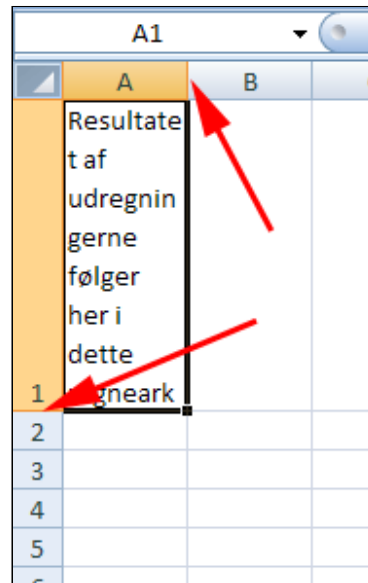 A1
A B
Resultate
t af
udregnin
gerne
følger
her i
dette
1
2
3
4
5